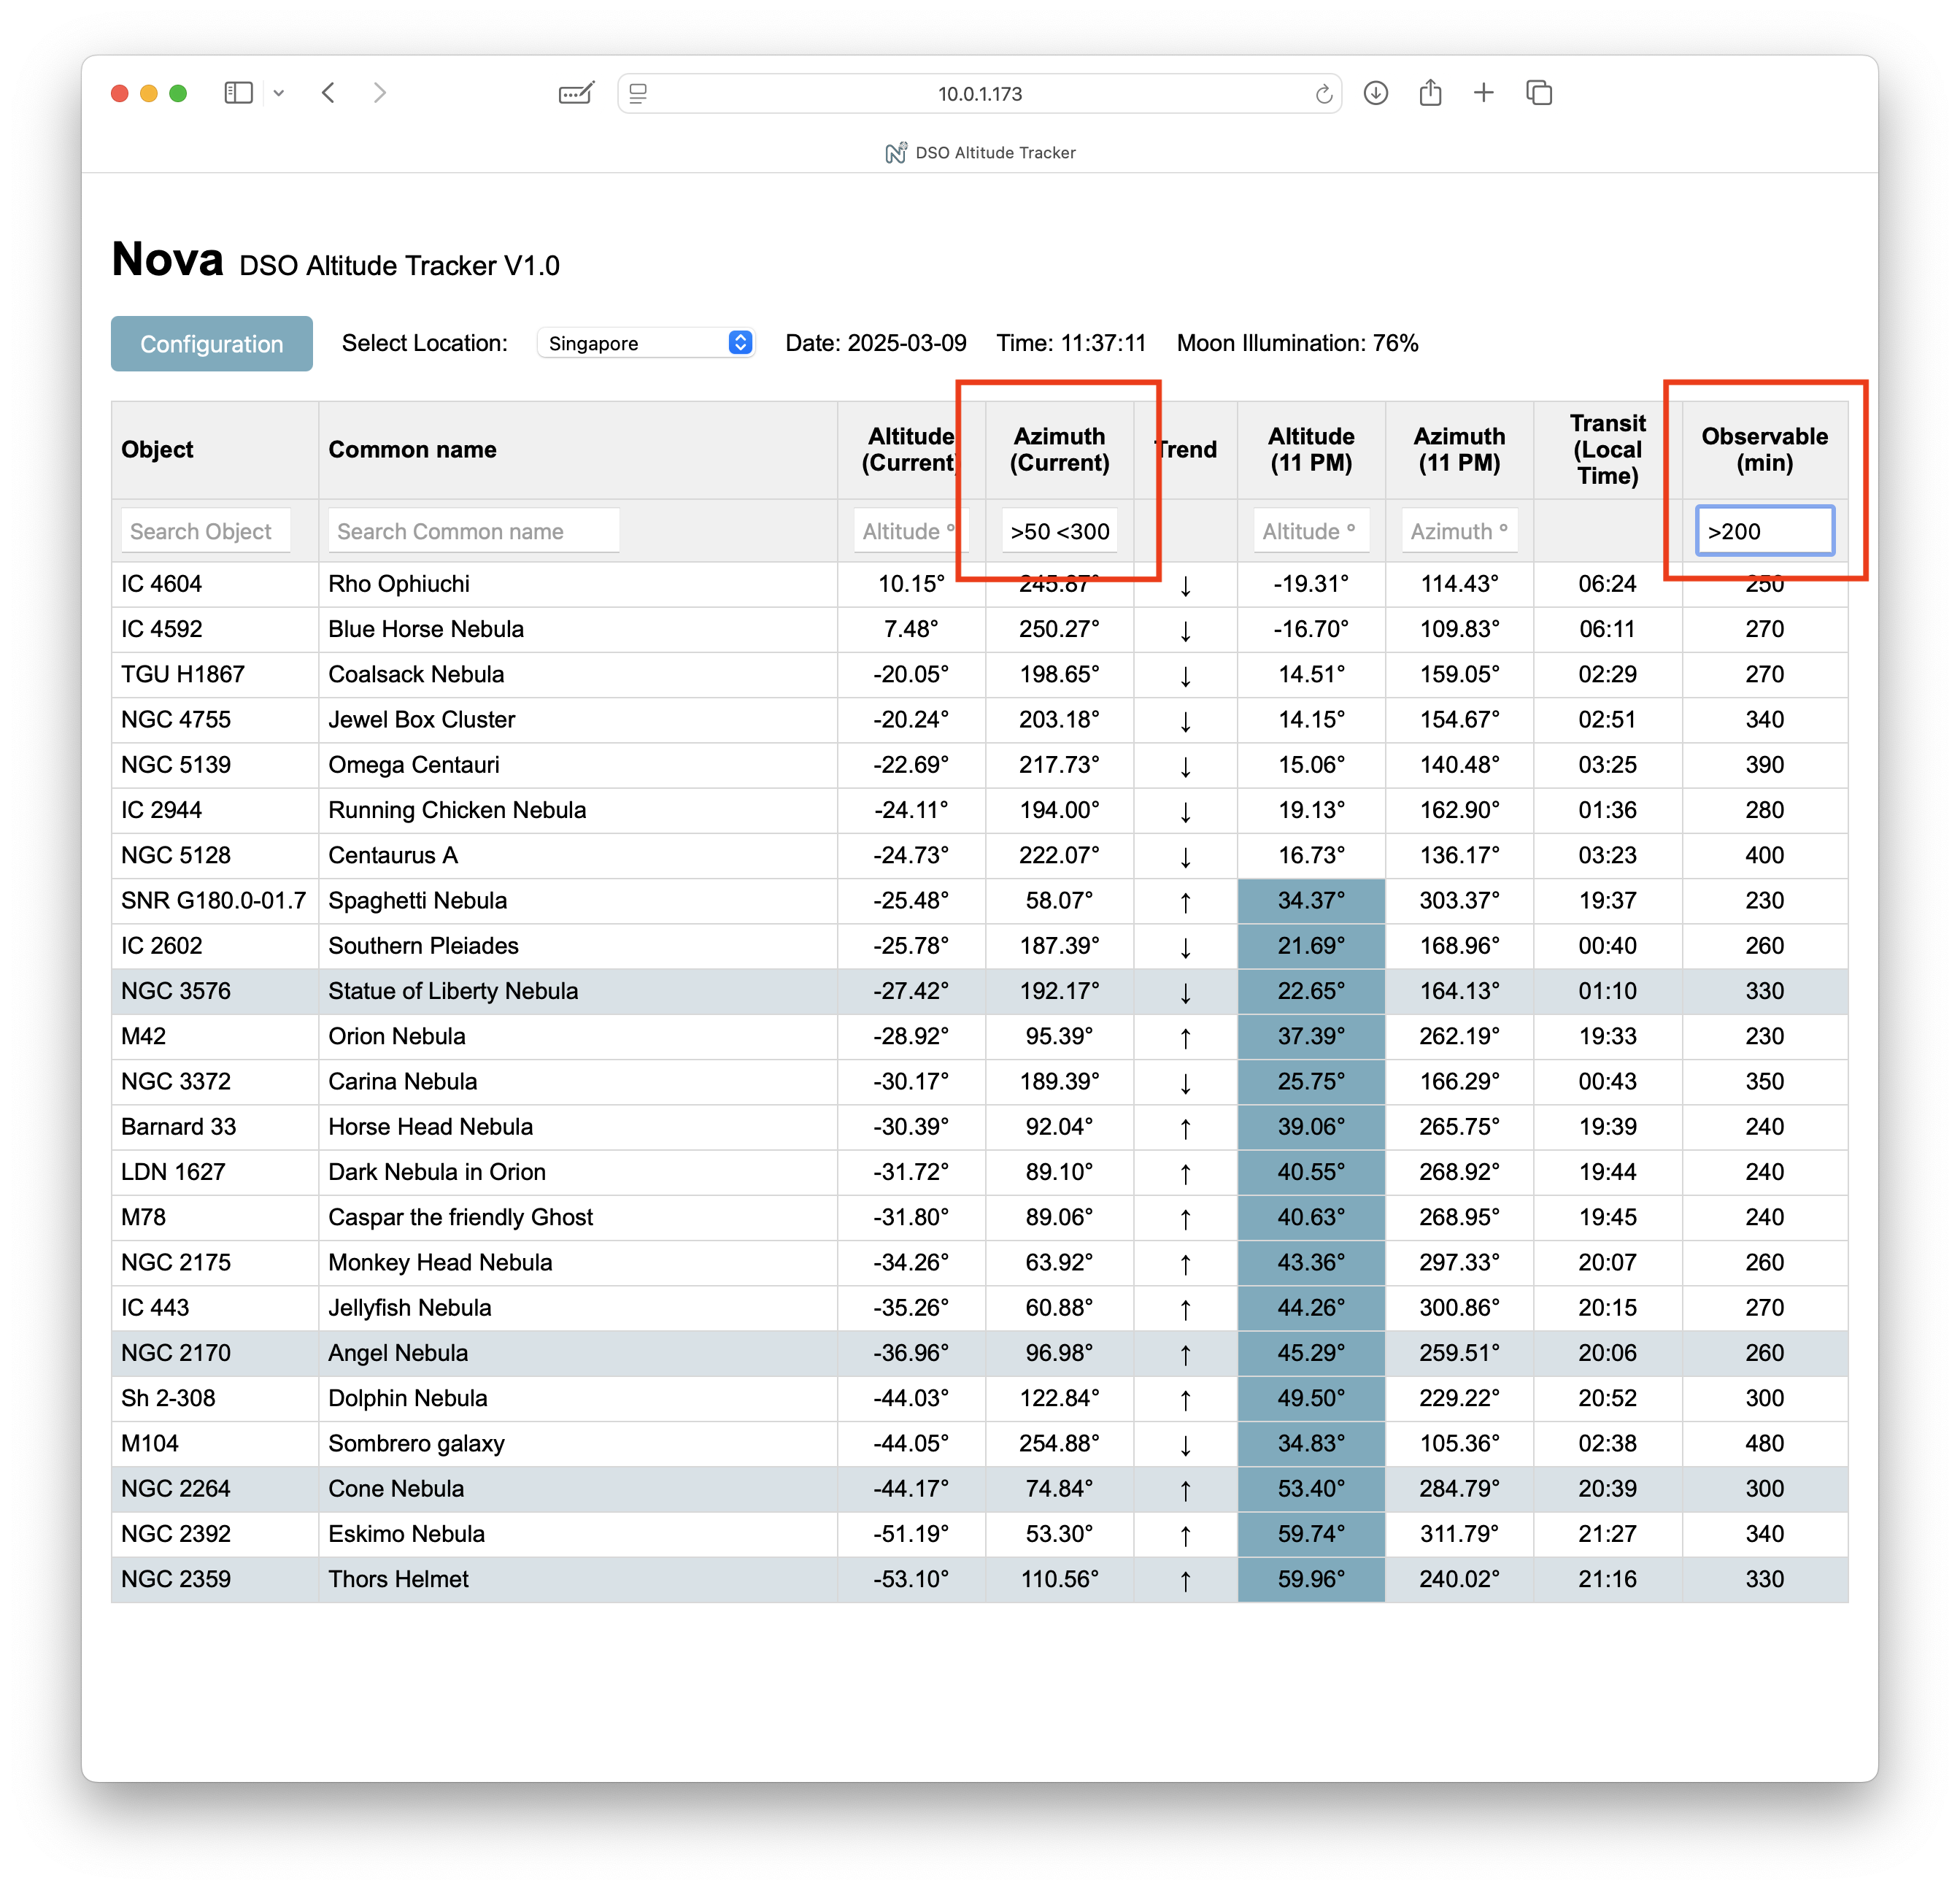 10.0.1.173
DSO Altitude Tracker
Nova DSO Altitude Tracker V1.0
Configuration Select Location: Singapore Date: 2025-03-09 Time: 11:37:11 Moon Illumination: 76%
Object Common name Altitude (Current) Azimuth (Current) Trend Altitude (11 PM) Azimuth (11 PM) Transit (Local Time) Observable (min)
Search Object Search Common name Altitude ° >50 <300 Altitude ° Azimuth ° >200
IC 4604 Rho Ophiuchi 10.15° 245.87° ↓ -19.31° 114.43° 06:24 250
IC 4592 Blue Horse Nebula 7.48° 250.27° ↓ -16.70° 109.83° 06:11 270
TGU H1867 Coalsack Nebula -20.05° 198.65° ↓ 14.51° 159.05° 02:29 270
NGC 4755 Jewel Box Cluster -20.24° 203.18° ↓ 14.15° 154.67° 02:51 340
NGC 5139 Omega Centauri -22.69° 217.73° ↓ 15.06° 140.48° 03:25 390
IC 2944 Running Chicken Nebula -24.11° 194.00° ↓ 19.13° 162.90° 01:36 280
NGC 5128 Centaurus A -24.73° 222.07° ↓ 16.73° 136.17° 03:23 400
SNR G180.0-01.7 Spaghetti Nebula -25.48° 58.07° ↑ 34.37° 303.37° 19:37 230
IC 2602 Southern Pleiades -25.78° 187.39° ↓ 21.69° 168.96° 00:40 260
NGC 3576 Statue of Liberty Nebula -27.42° 192.17° ↓ 22.65° 164.13° 01:10 330
M42 Orion Nebula -28.92° 95.39° ↑ 37.39° 262.19° 19:33 230
NGC 3372 Carina Nebula -30.17° 189.39° ↓ 25.75° 166.29° 00:43 350
Barnard 33 Horse Head Nebula -30.39° 92.04° ↑ 39.06° 265.75° 19:39 240
LDN 1627 Dark Nebula in Orion -31.72° 89.10° ↑ 40.55° 268.92° 19:44 240
M78 Caspar the friendly Ghost -31.80° 89.06° ↑ 40.63° 268.95° 19:45 240
NGC 2175 Monkey Head Nebula -34.26° 63.92° ↑ 43.36° 297.33° 20:07 260
IC 443 Jellyfish Nebula -35.26° 60.88° ↑ 44.26° 300.86° 20:15 270
NGC 2170 Angel Nebula -36.96° 96.98° ↑ 45.29° 259.51° 20:06 260
Sh 2-308 Dolphin Nebula -44.03° 122.84° ↑ 49.50° 229.22° 20:52 300
M104 Sombrero galaxy -44.05° 254.88° ↓ 34.83° 105.36° 02:38 480
NGC 2264 Cone Nebula -44.17° 74.84° ↑ 53.40° 284.79° 20:39 300
NGC 2392 Eskimo Nebula -51.19° 53.30° ↑ 59.74° 311.79° 21:27 340
NGC 2359 Thors Helmet -53.10° 110.56° ↑ 59.96° 240.02° 21:16 330